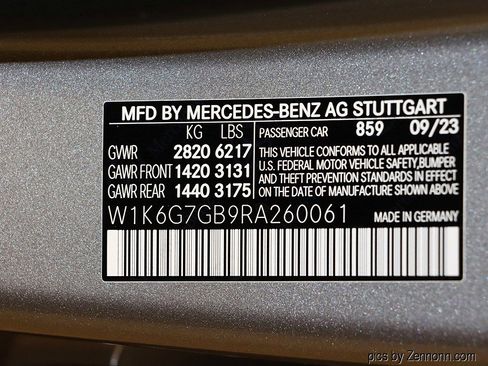 MFD BY MERCEDES-BENZ AG STUTTGART
KG LBS PASSENGER CAR 859 09/23
GVWR 2820 6217
GAWR FRONT 1420 3131
GAWR REAR 1440 3175
THIS VEHICLE CONFORMS TO ALL APPLICABLE
U.S. FEDERAL MOTOR VEHICLE SAFETY, BUMPER
AND THEFT PREVENTION STANDARDS IN EFFECT
ON THE DATE OF MANUFACTURE SHOWN ABOVE.
W1K6G7GB9RA260061 MADE IN GERMANY
pics by Zennonn.com